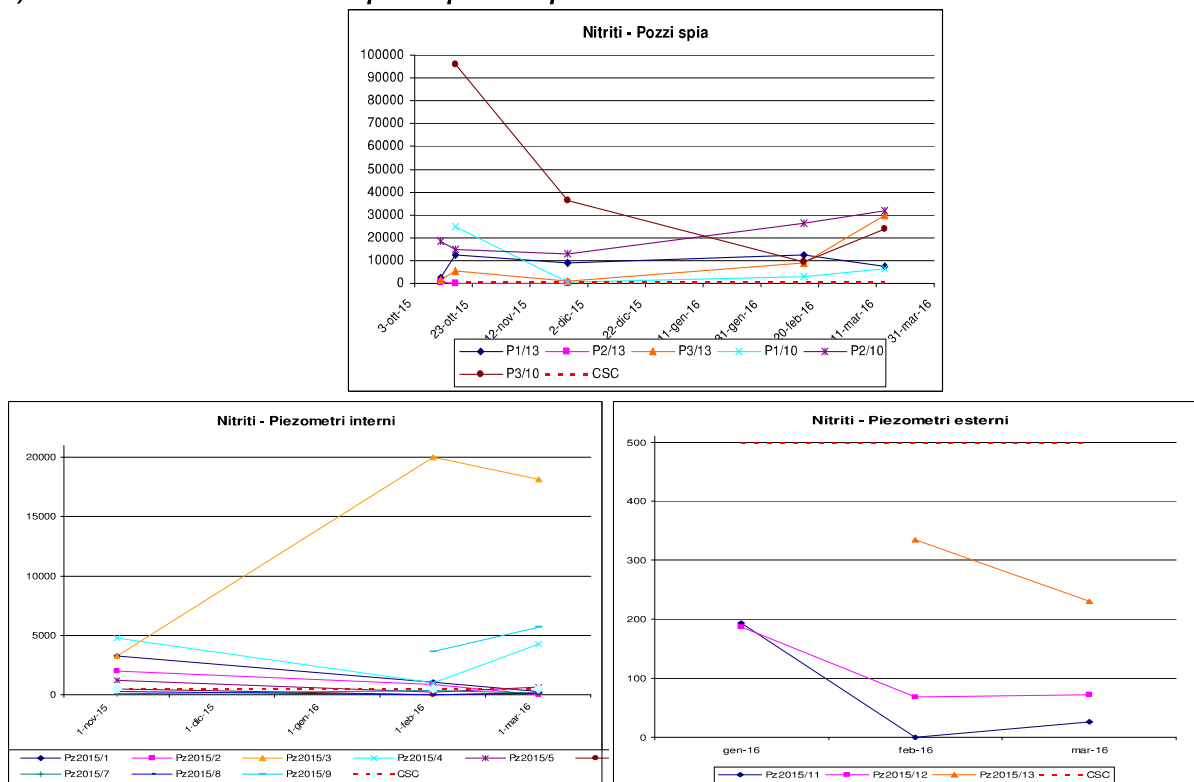 Nitriti - Pozzi spia
100000
90000
80000
70000
60000
50000
40000
30000
20000
10000
0
3-ott-15
23-ott-15
12-nov-15
2-dic-15
22-dic-15
11-gen-16
31-gen-16
20-feb-16
11-mar-16
31-mar-16
P1/13 P2/13 P3/13 P1/10 P2/10
P3/10 CSC
Nitriti - Piezometri interni
20000
15000
10000
5000
0
1-nov-15
1-dic-15
1-gen-16
1-feb-16
1-mar-16
Pz2015/1 Pz2015/2 Pz2015/3 Pz2015/4 Pz2015/5
Pz2015/7 Pz2015/8 Pz2015/9 CSC
Nitriti - Piezometri esterni
500
400
300
200
100
0
gen-16 feb-16 mar-16
Pz2015/11 Pz2015/12 Pz2015/13 CSC